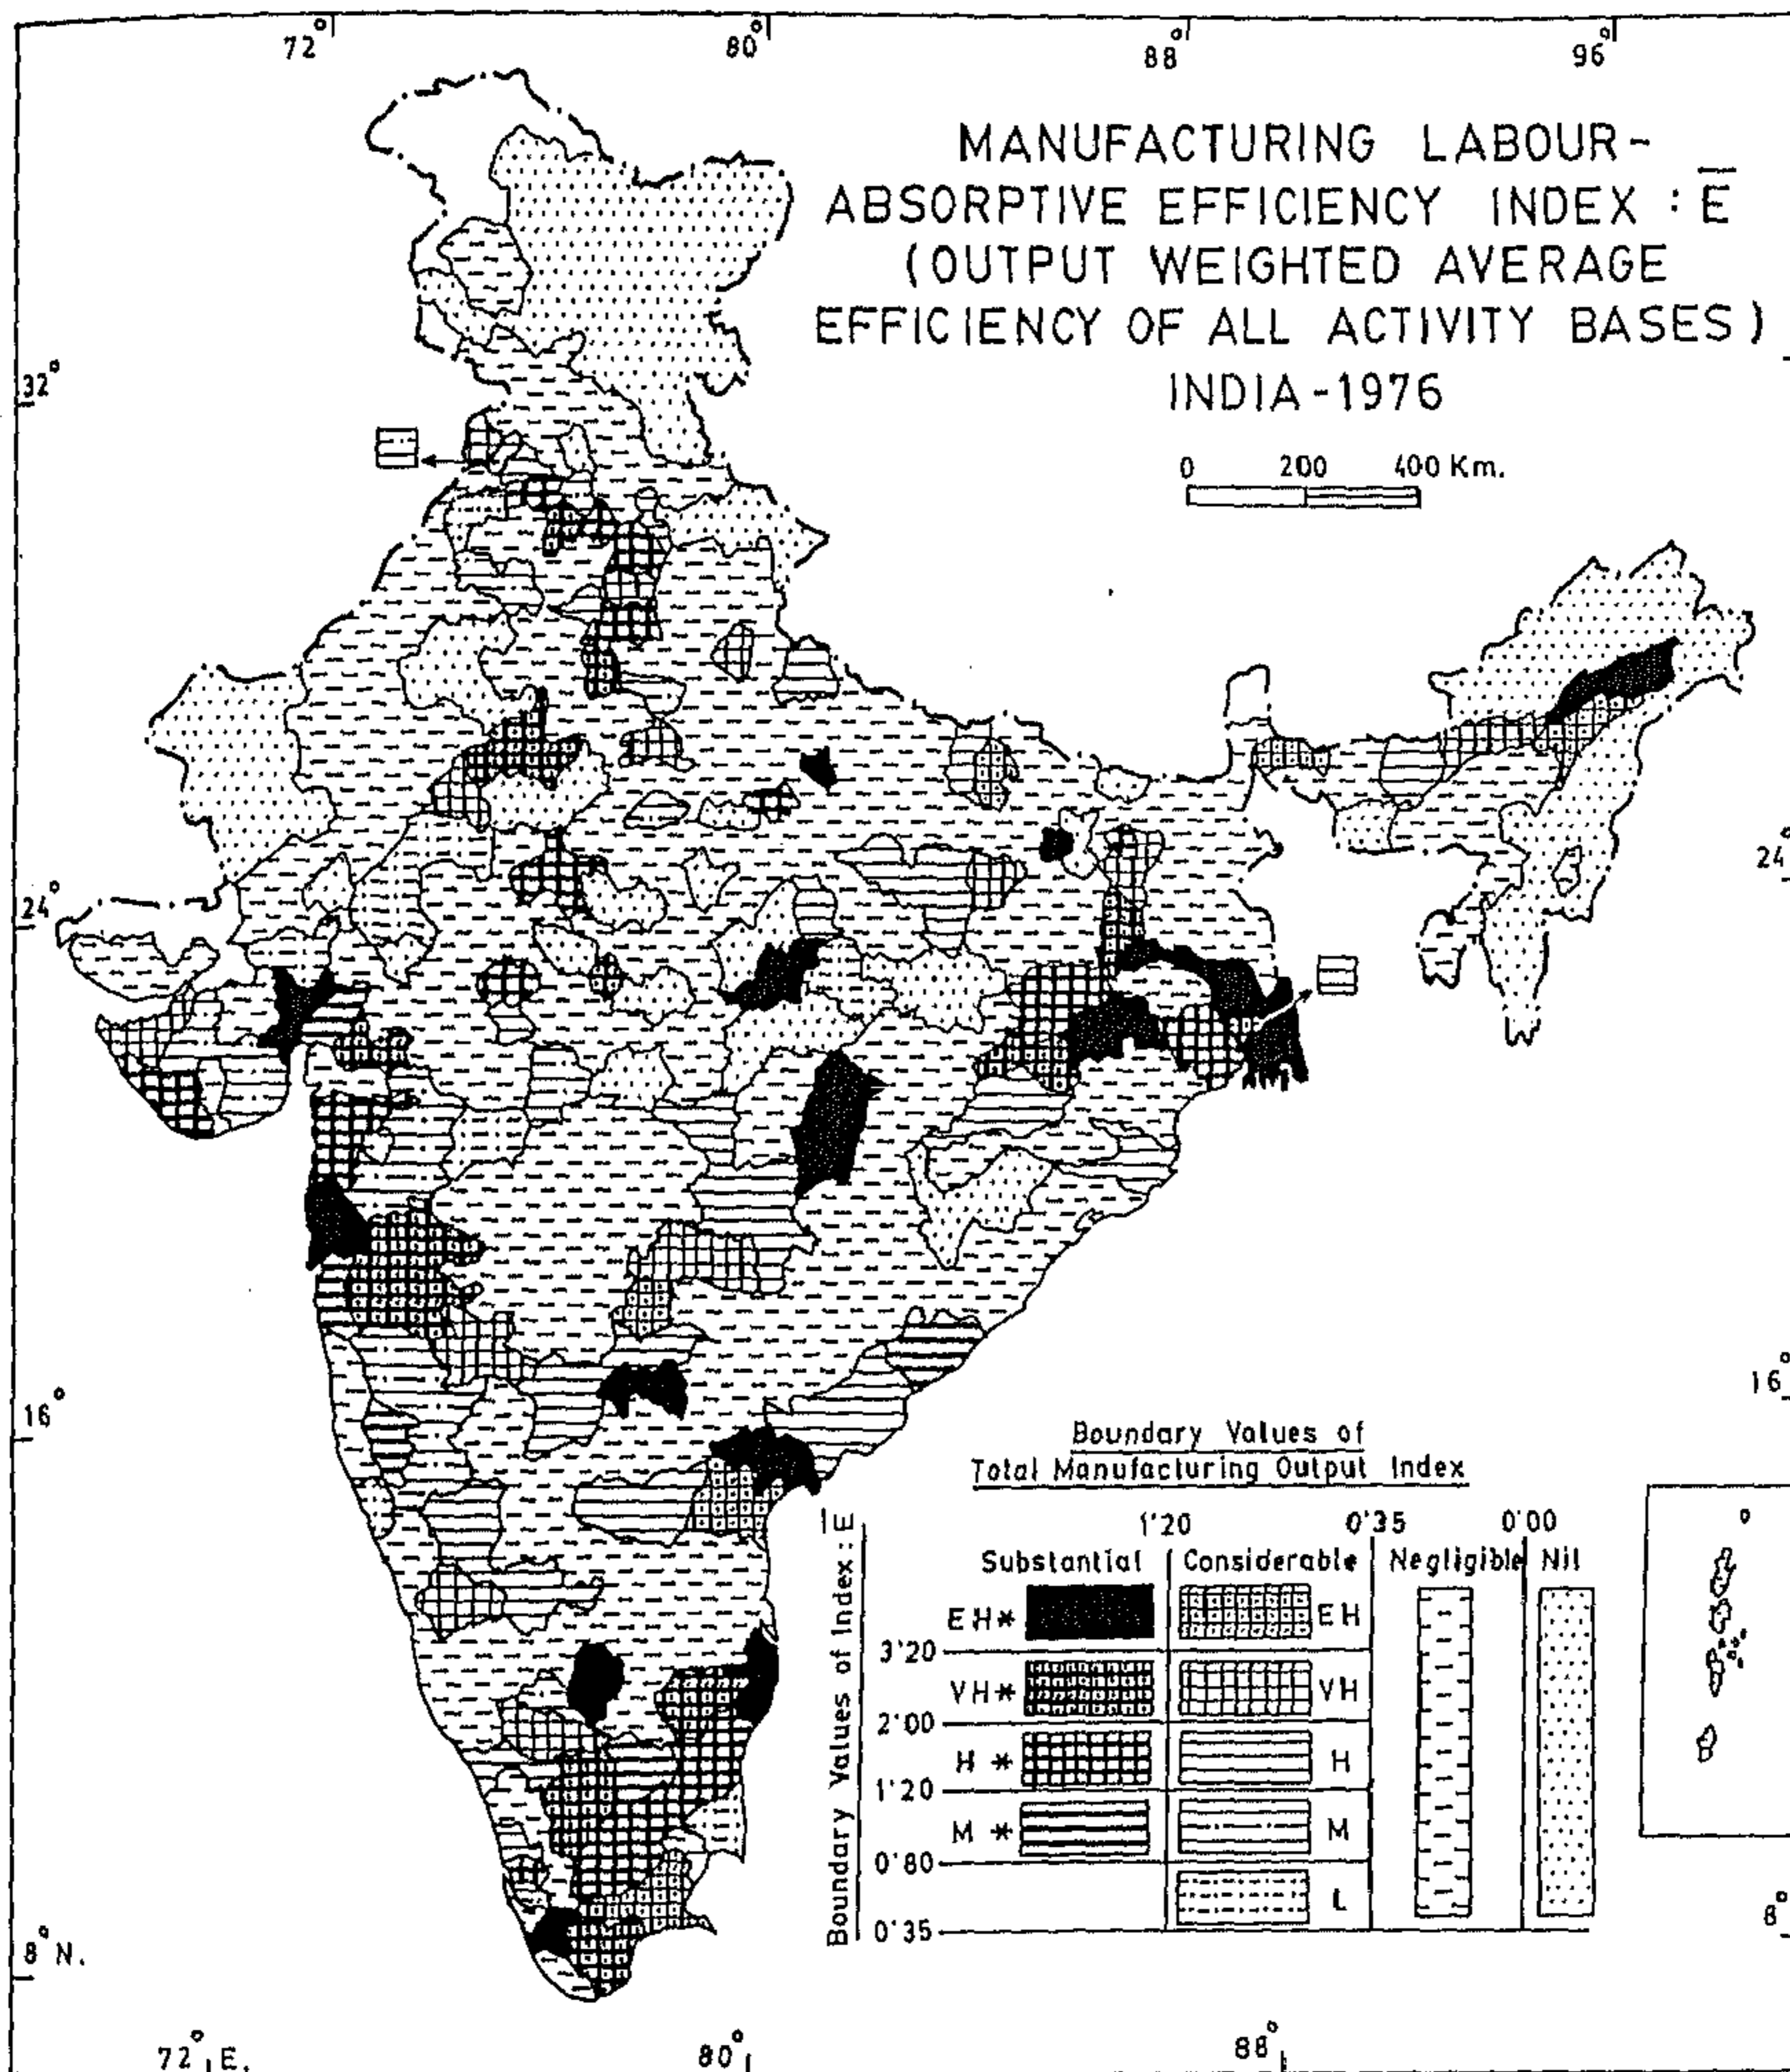 72°
80°
88°
96°
MANUFACTURING LABOUR-
ABSORPTIVE EFFICIENCY INDEX : E̅
(OUTPUT WEIGHTED AVERAGE
EFFICIENCY OF ALL ACTIVITY BASES)
INDIA-1976
0 200 400 Km.
32°
24°
24°
16°
16°
Boundary Values of
Total Manufacturing Output Index
1'20 0'35 0'00
Substantial Considerable Negligible Nil
Boundary Values of Index : E̅
EH* EH
3'20
VH* VH
2'00
H * H
1'20
M * M
0'80
L
0'35
8° N.
8°
72° E.
80°
88°